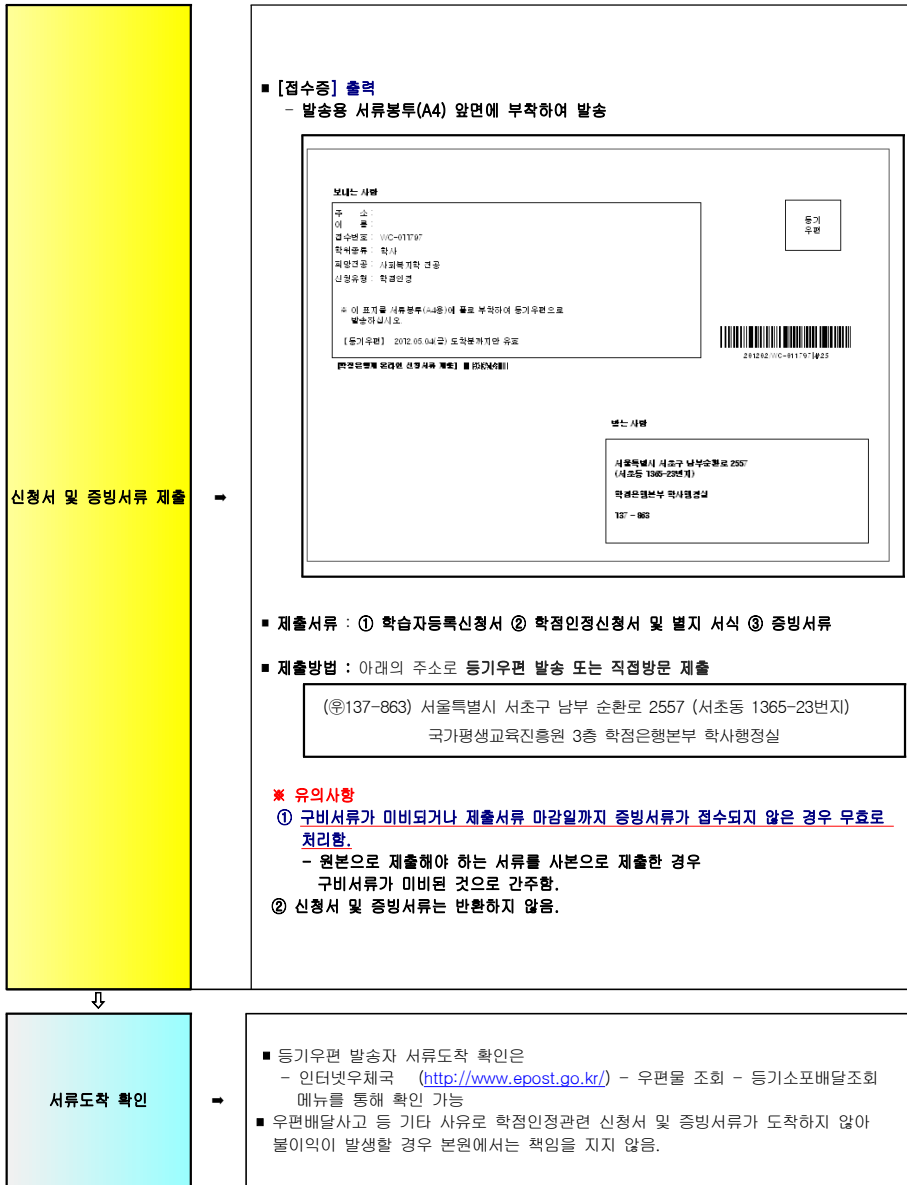 ■ [접수증] 출력
- 발송용 서류봉투(A4) 앞면에 부착하여 발송
보내는 사람
주 소 :
이 름 :
접수번호 : WC-011797
학위종류 : 학사
희망전공 : 사회복지학 전공
신청유형 : 학점인정
※ 이 표지를 서류봉투(A4용)에 풀로 부착하여 등기우편으로
발송하십시오.
【등기우편】 2012.05.04(금) 도착분까지만 유효
[학점은행제 온라인 신청서류 제출]
등기
우편
201202/WC-011797/#25
받는 사람
서울특별시 서초구 남부순환로 2557
(서초동 1365-23번지)
학점은행본부 학사행정실
137 - 863
신청서 및 증빙서류 제출 ➡
■ 제출서류 : ① 학습자등록신청서 ② 학점인정신청서 및 별지 서식 ③ 증빙서류
■ 제출방법 : 아래의 주소로 등기우편 발송 또는 직접방문 제출
(㉾137-863) 서울특별시 서초구 남부 순환로 2557 (서초동 1365-23번지)
국가평생교육진흥원 3층 학점은행본부 학사행정실
※ 유의사항
① 구비서류가 미비되거나 제출서류 마감일까지 증빙서류가 접수되지 않은 경우 무효로
처리함.
- 원본으로 제출해야 하는 서류를 사본으로 제출한 경우
구비서류가 미비된 것으로 간주함.
② 신청서 및 증빙서류는 반환하지 않음.
⇩
서류도착 확인 ➡
■ 등기우편 발송자 서류도착 확인은
- 인터넷우체국 (http://www.epost.go.kr/) - 우편물 조회 - 등기소포배달조회
메뉴를 통해 확인 가능
■ 우편배달사고 등 기타 사유로 학점인정관련 신청서 및 증빙서류가 도착하지 않아
불이익이 발생할 경우 본원에서는 책임을 지지 않음.